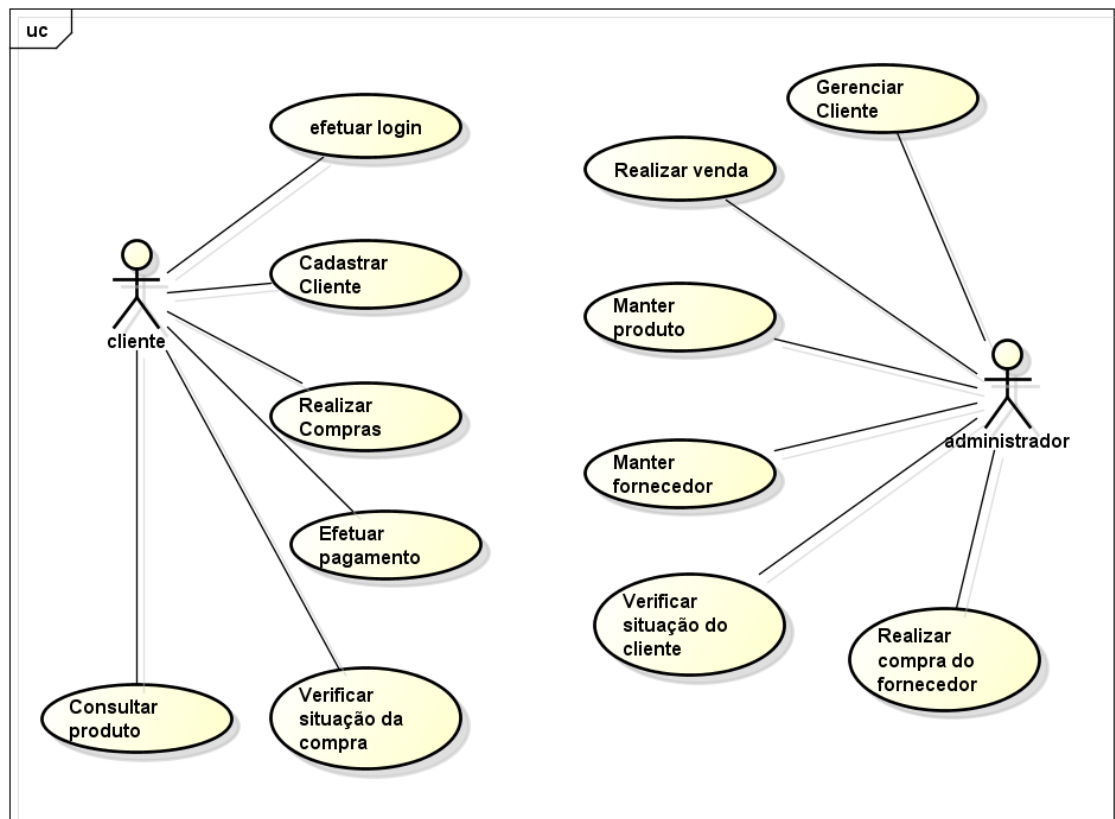 uc
efetuar login
Cadastrar
Cliente
cliente
Realizar
Compras
Efetuar
pagamento
Consultar
produto
Verificar
situação da
compra
Gerenciar
Cliente
Realizar venda
Manter
produto
administrador
Manter
fornecedor
Verificar
situação do
cliente
Realizar
compra do
fornecedor